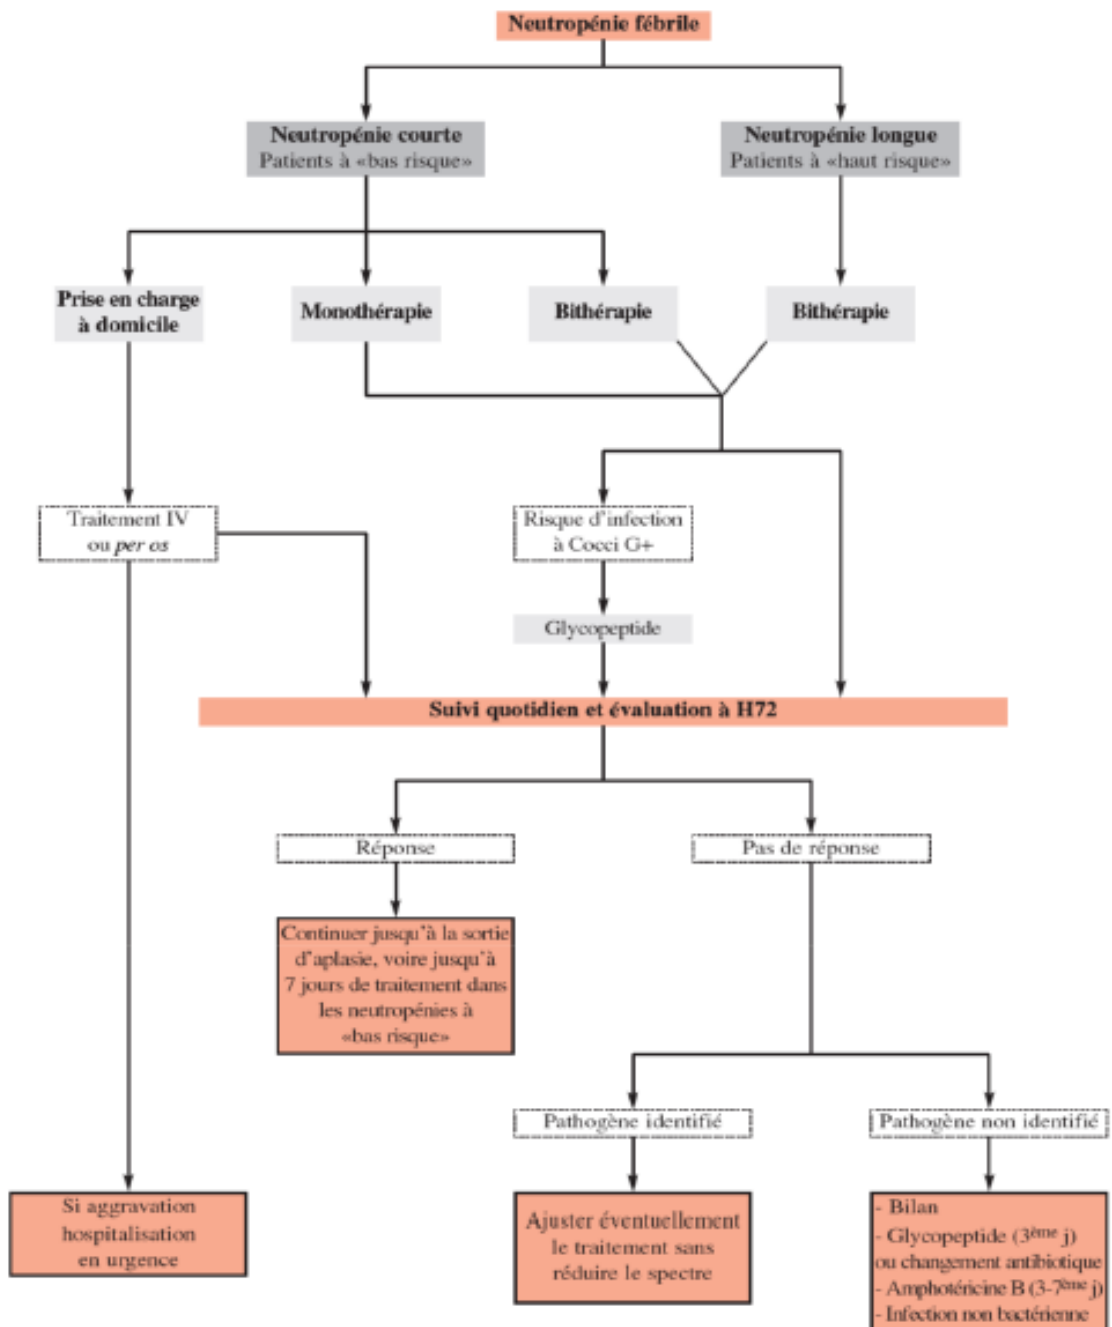 Neutropénie fébrile
Neutropénie courte
Patients à «bas risque»
Neutropénie longue
Patients à «haut risque»
Prise en charge
à domicile
Monothérapie
Bithérapie
Bithérapie
Traitement IV
ou per os
Risque d'infection
à Cocci G+
Glycopeptide
Suivi quotidien et évaluation à H72
Réponse
Pas de réponse
Continuer jusqu'à la sortie
d'aplasie, voire jusqu'à
7 jours de traitement dans
les neutropénies à
«bas risque»
Pathogène identifié
Pathogène non identifié
Si aggravation
hospitalisation
en urgence
Ajuster éventuellement
le traitement sans
réduire le spectre
- Bilan
- Glycopeptide (3ème j)
ou changement antibiotique
- Amphotéricine B (3-7ème j)
- Infection non bactérienne